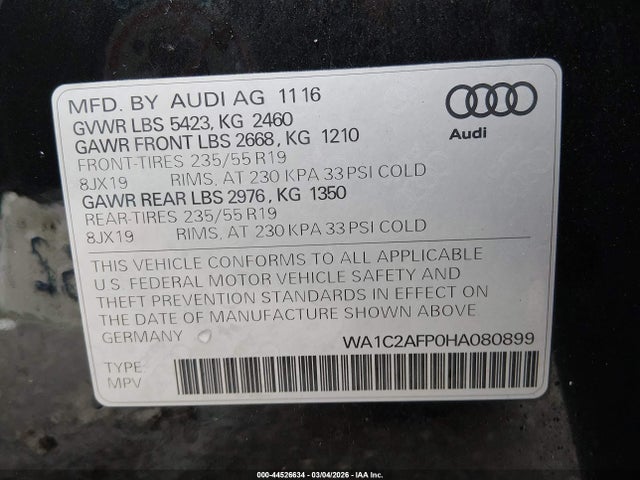 MFD. BY AUDI AG 11 16
GVWR LBS 5423, KG 2460
GAWR FRONT LBS 2668, KG 1210
FRONT-TIRES 235/55 R19
8JX19 RIMS, AT 230 KPA 33 PSI COLD
GAWR REAR LBS 2976, KG 1350
REAR-TIRES 235/55 R19
8JX19 RIMS, AT 230 KPA 33 PSI COLD
Audi
THIS VEHICLE CONFORMS TO ALL APPLICABLE
U.S. FEDERAL MOTOR VEHICLE SAFETY AND
THEFT PREVENTION STANDARDS IN EFFECT ON
THE DATE OF MANUFACTURE SHOWN ABOVE
GERMANY WA1C2AFP0HA080899
TYPE:
MPV
000-44526634 | 03/04/2026 | IAA Inc.